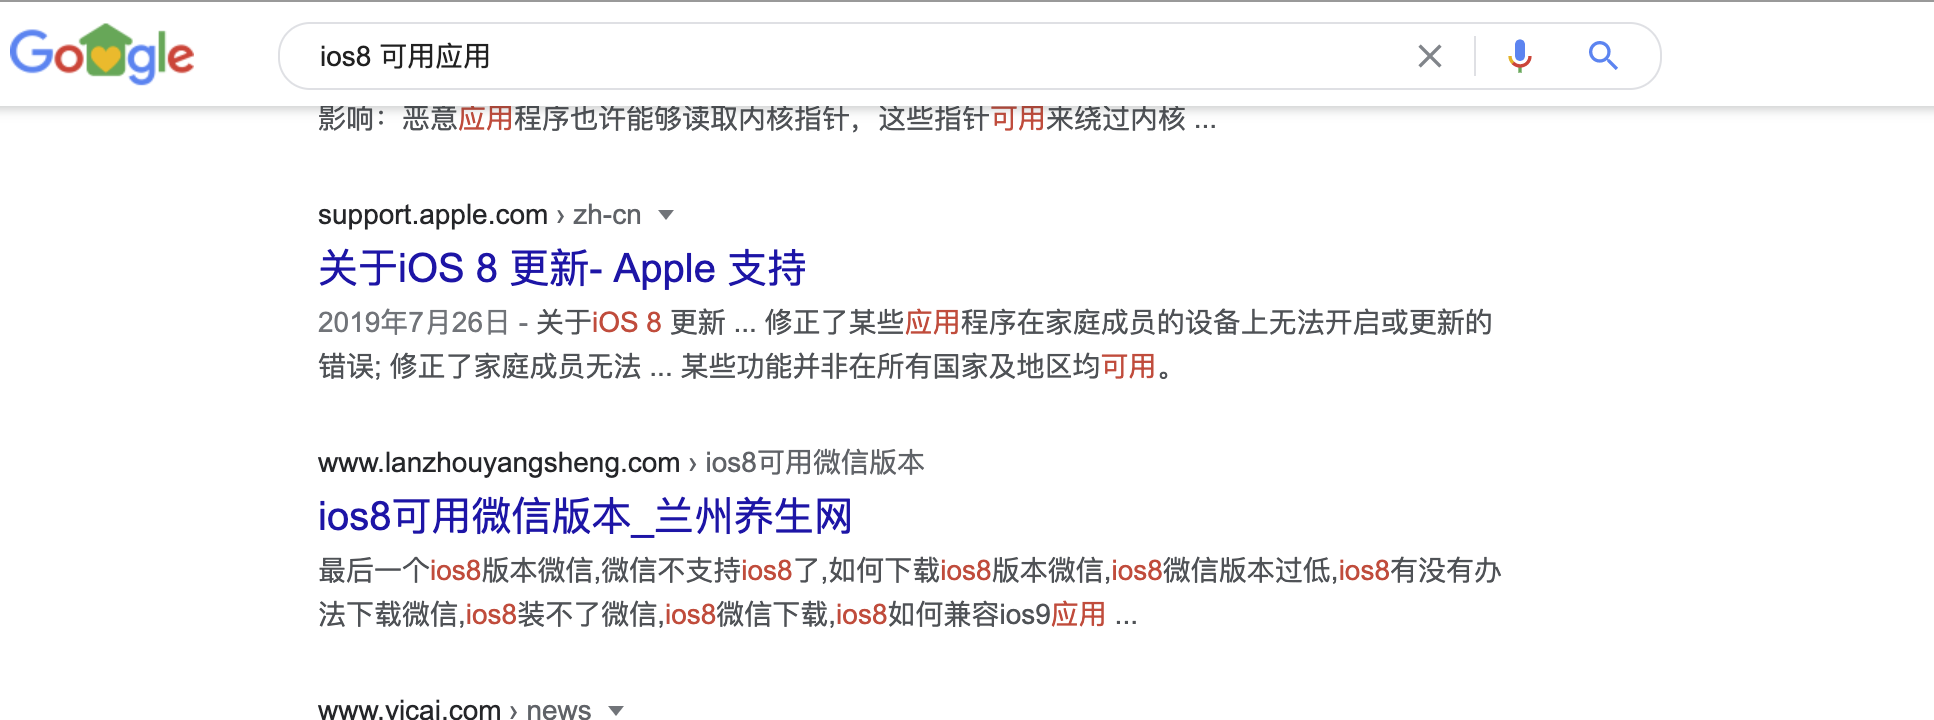 Google
ios8 可用应用
影响：恶意应用程序也许能够读取内核指针，这些指针可用来绕过内核 ...
support.apple.com › zh-cn
关于iOS 8 更新- Apple 支持
2019年7月26日 - 关于iOS 8 更新 ... 修正了某些应用程序在家庭成员的设备上无法开启或更新的
错误; 修正了家庭成员无法 ... 某些功能并非在所有国家及地区均可用。
www.lanzhouyangsheng.com › ios8可用微信版本
ios8可用微信版本_兰州养生网
最后一个ios8版本微信,微信不支持ios8了,如何下载ios8版本微信,ios8微信版本过低,ios8有没有办
法下载微信,ios8装不了微信,ios8微信下载,ios8如何兼容ios9应用 ...
www.yicai.com › news